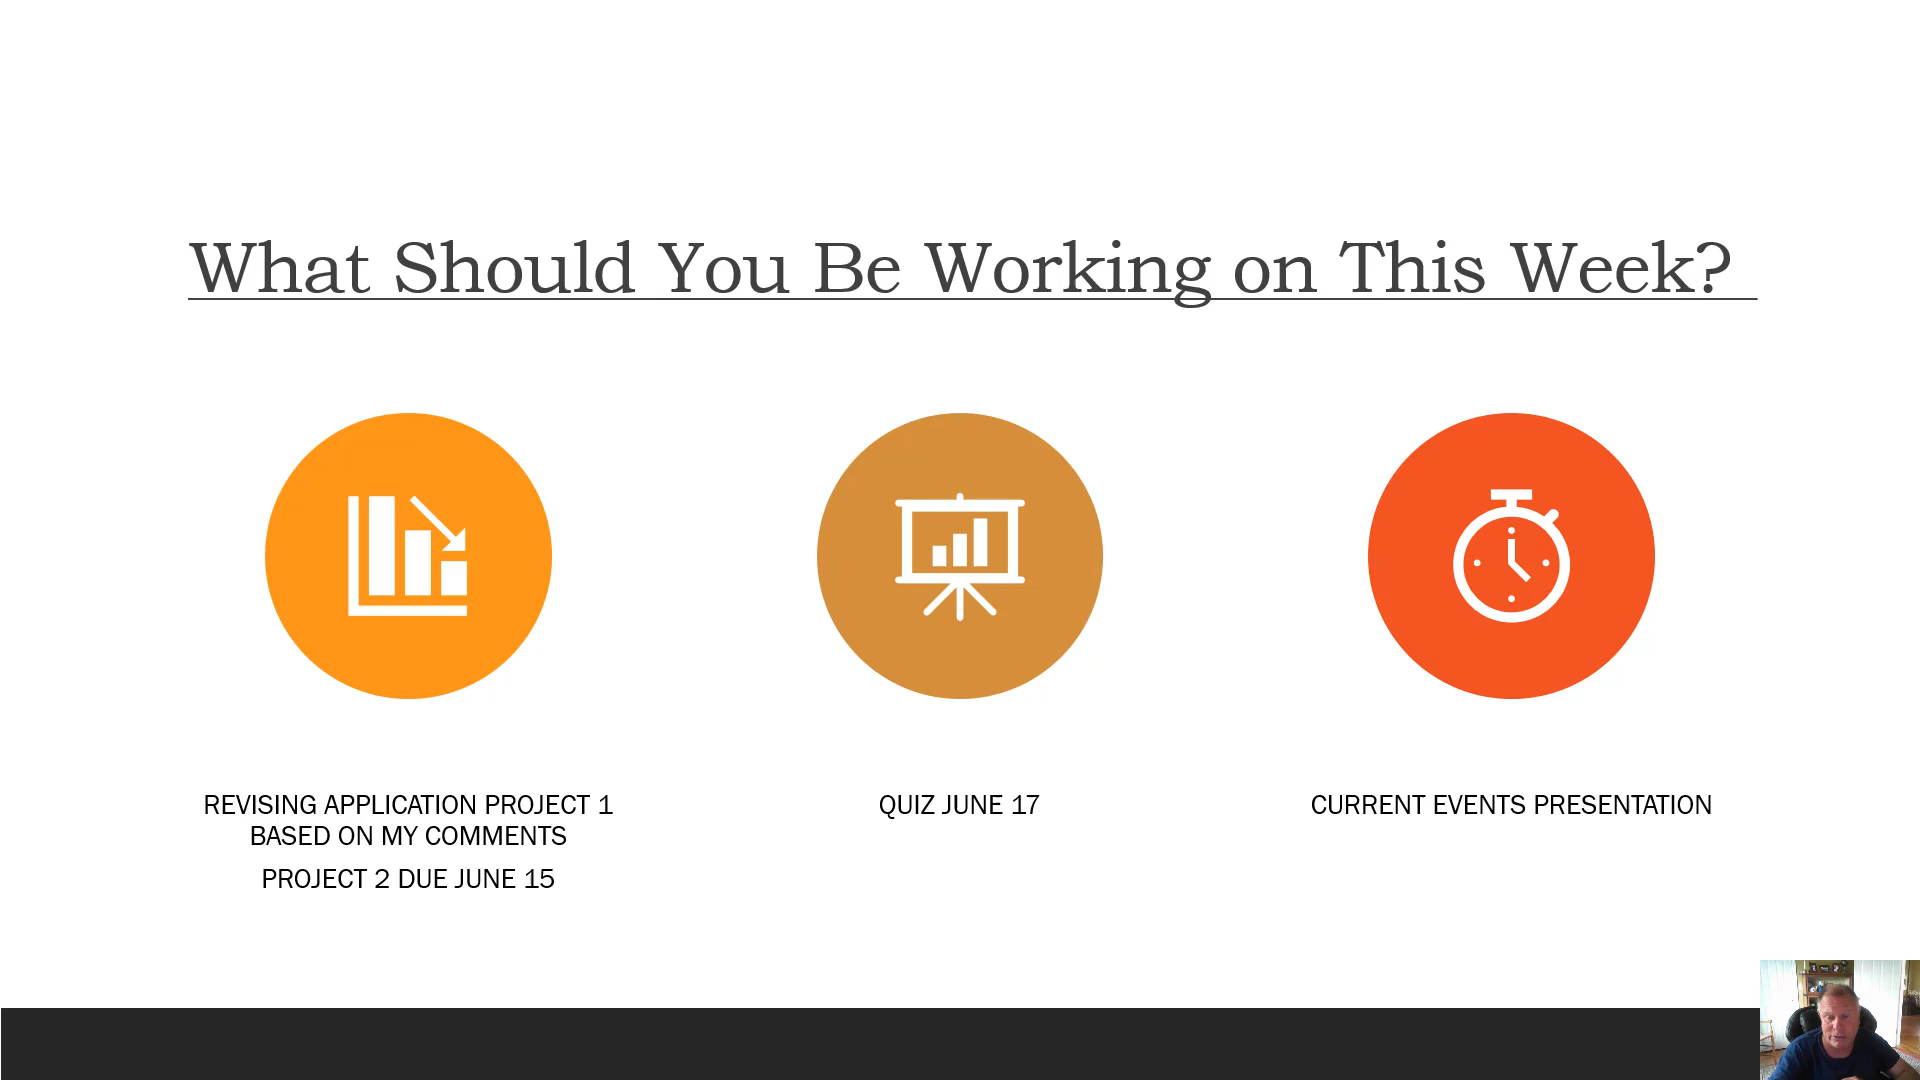 What Should You Be Working on This Week?
REVISING APPLICATION PROJECT 1
BASED ON MY COMMENTS
PROJECT 2 DUE JUNE 15
QUIZ JUNE 17
CURRENT EVENTS PRESENTATION